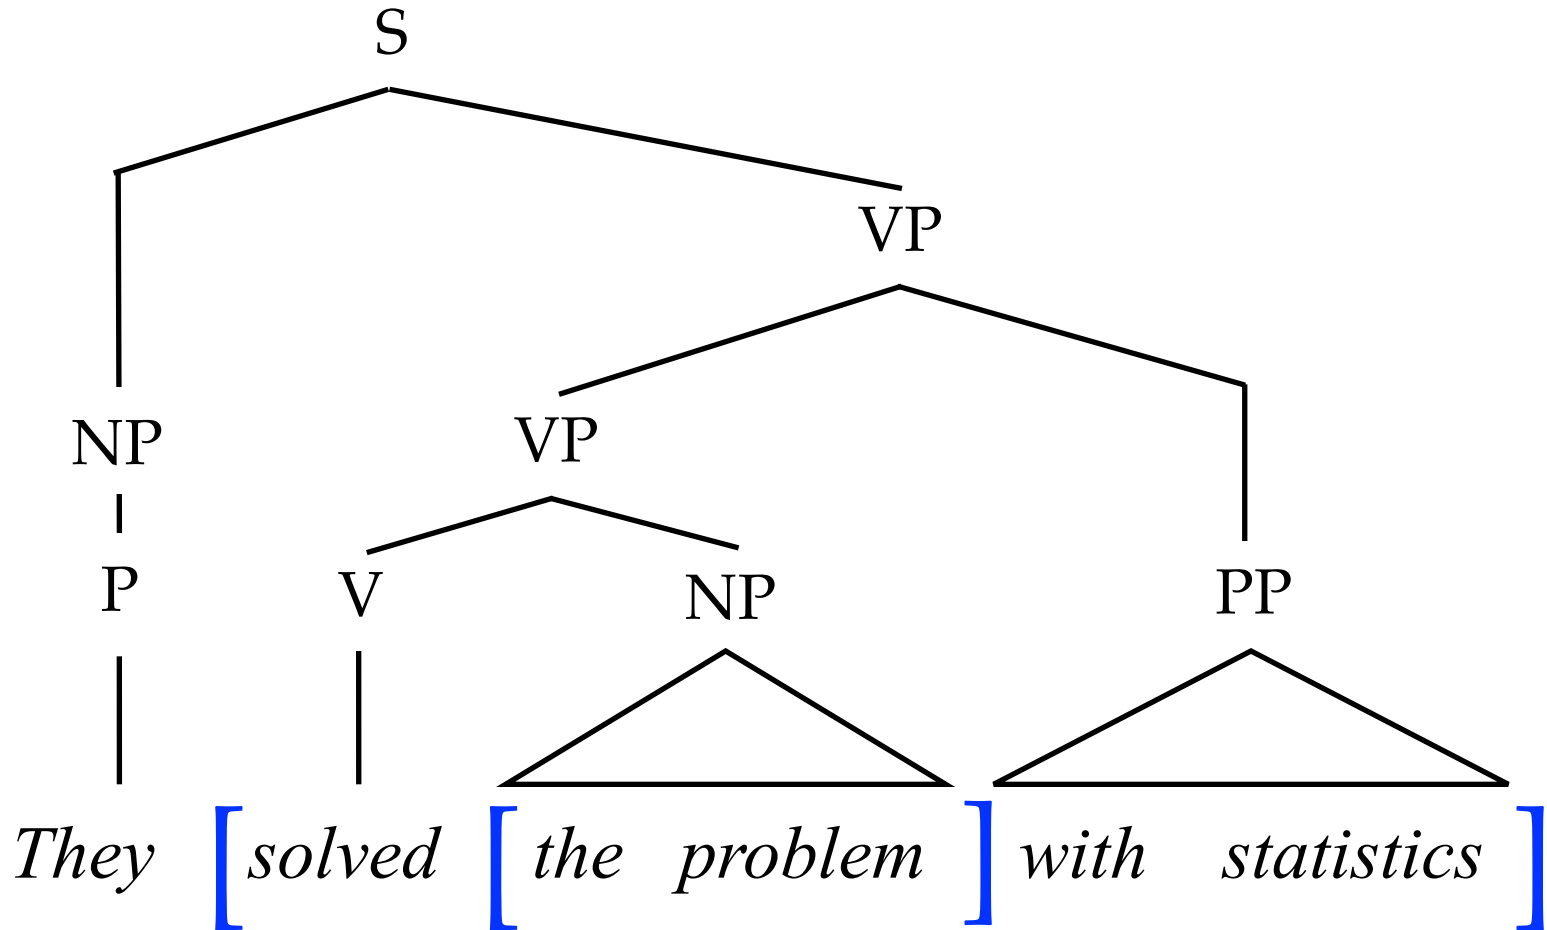 S
VP
NP VP
P V NP PP
They [ solved [ the problem ] with statistics ]